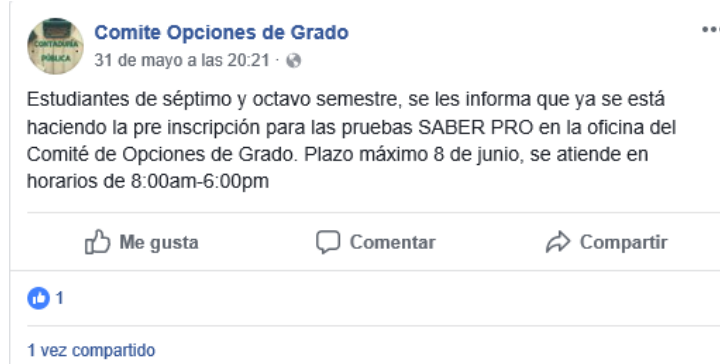 CONTADURÍA
PÚBLICA
Comite Opciones de Grado
31 de mayo a las 20:21 ·
Estudiantes de séptimo y octavo semestre, se les informa que ya se está
haciendo la pre inscripción para las pruebas SABER PRO en la oficina del
Comité de Opciones de Grado. Plazo máximo 8 de junio, se atiende en
horarios de 8:00am-6:00pm
Me gusta Comentar Compartir
1
1 vez compartido